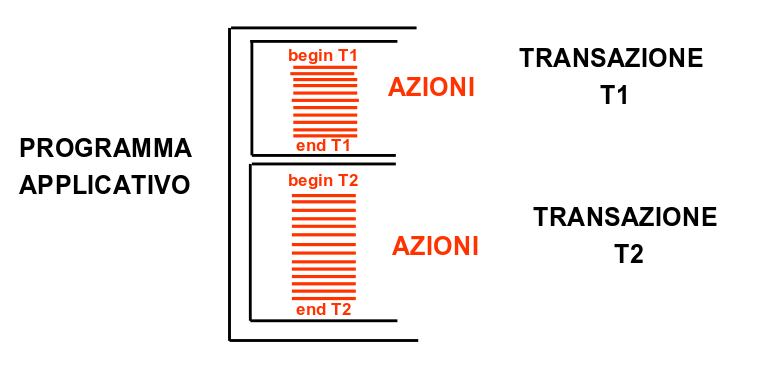 PROGRAMMA
APPLICATIVO
begin T1
AZIONI
end T1
TRANSAZIONE
T1
begin T2
AZIONI
end T2
TRANSAZIONE
T2